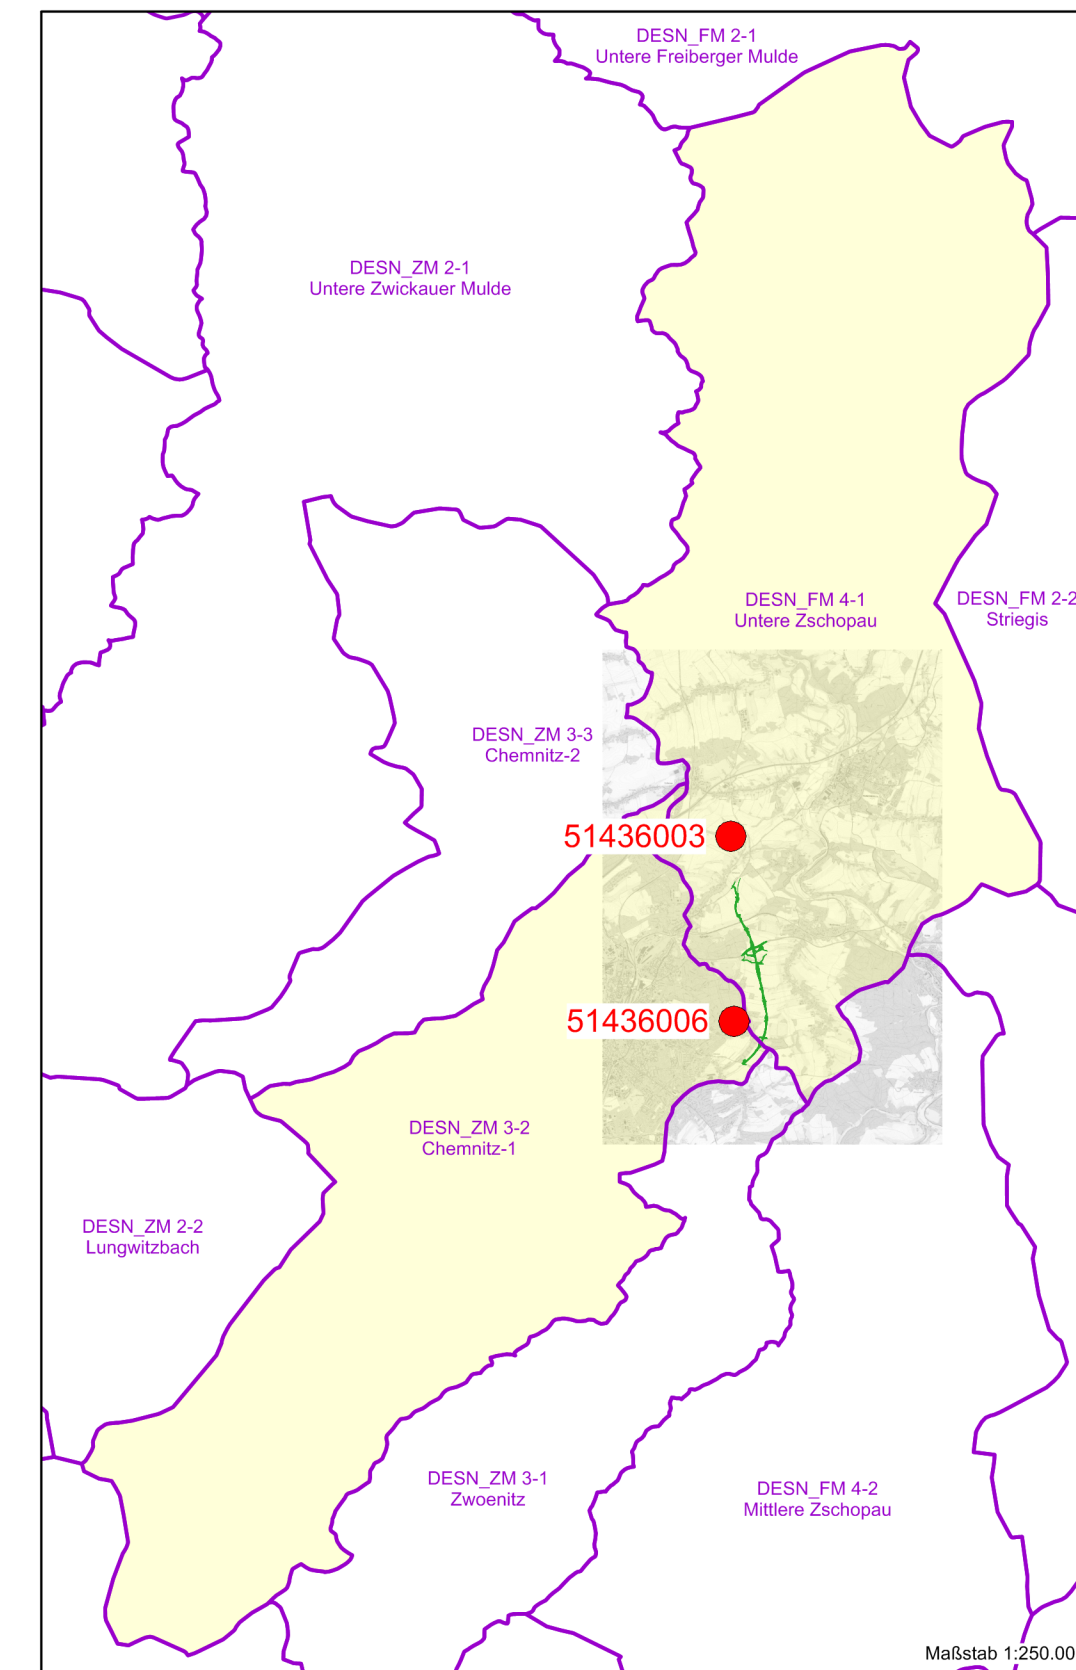 DESN_FM 2-1
Untere Freiberger Mulde
DESN_ZM 2-1
Untere Zwickauer Mulde
DESN_FM 4-1
Untere Zschopau
DESN_FM 2-2
Striegis
DESN_ZM 3-3
Chemnitz-2
51436003
51436006
DESN_ZM 3-2
Chemnitz-1
DESN_ZM 2-2
Lungwitzbach
DESN_ZM 3-1
Zwoenitz
DESN_FM 4-2
Mittlere Zschopau
Maßstab 1:250.00